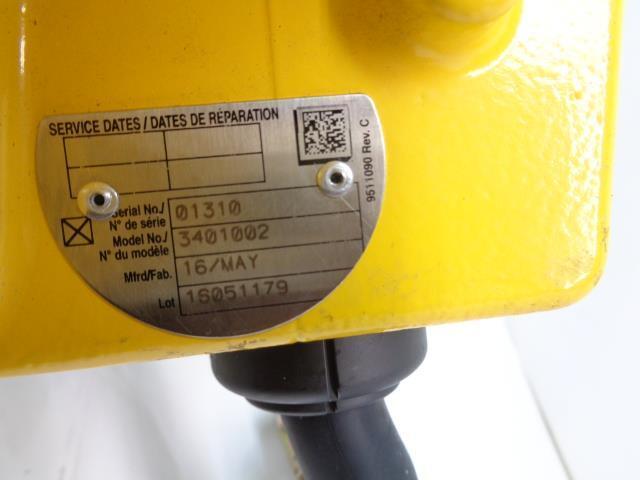 SERVICE DATES / DATES DE RÉPARATION
9511090 Rev. C
Serial No./
N° de série
01310
Model No./
N° du modèle
3401002
Mfrd/Fab.
16/MAY
Lot
16051179